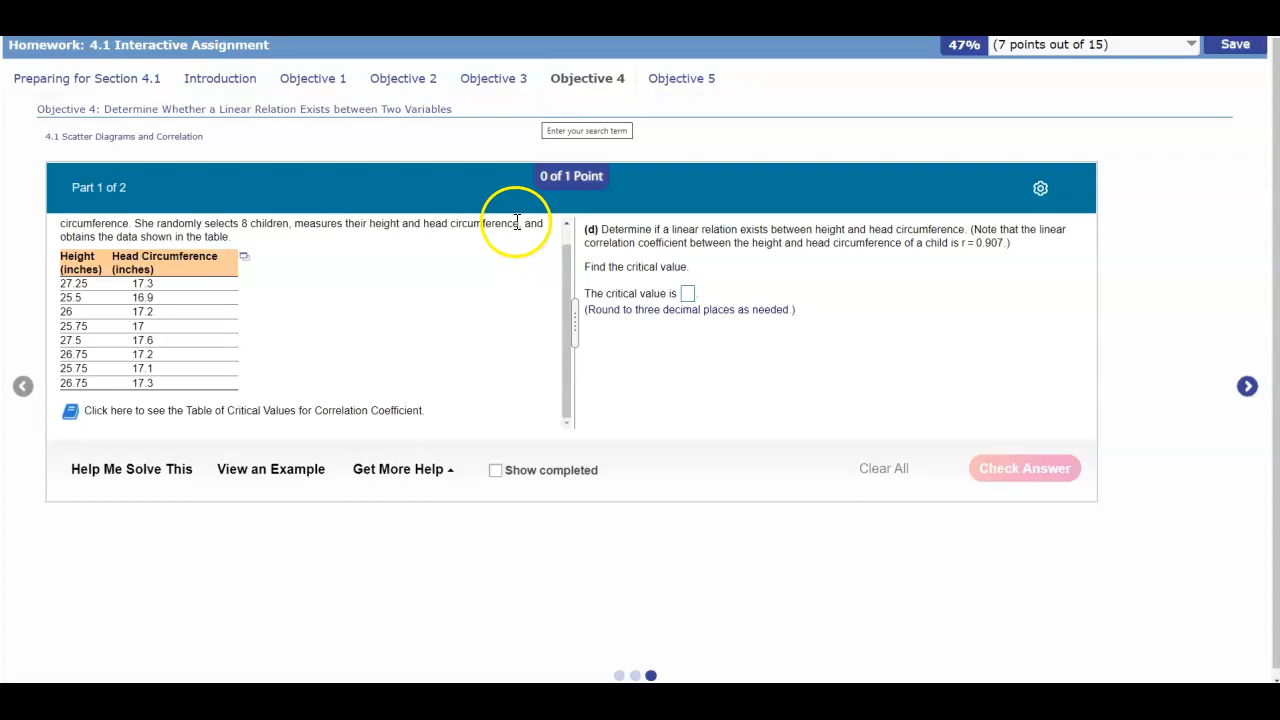 Homework: 4.1 Interactive Assignment
47%
(7 points out of 15)
Save
Preparing for Section 4.1
Introduction
Objective 1
Objective 2
Objective 3
Objective 4
Objective 5
Objective 4: Determine Whether a Linear Relation Exists between Two Variables
Enter your search term
4.1 Scatter Diagrams and Correlation
0 of 1 Point
Part 1 of 2
circumference. She randomly selects 8 children, measures their height and head circumference, and
obtains the data shown in the table.
Height Head Circumference
(inches) (inches)
27.25 17.3
25.5 16.9
26 17.2
25.75 17
27.5 17.6
26.75 17.2
25.75 17.1
26.75 17.3
Click here to see the Table of Critical Values for Correlation Coefficient.
(d) Determine if a linear relation exists between height and head circumference. (Note that the linear
correlation coefficient between the height and head circumference of a child is r = 0.907.)
Find the critical value.
The critical value is .
(Round to three decimal places as needed.)
Help Me Solve This
View an Example
Get More Help
Show completed
Clear All
Check Answer